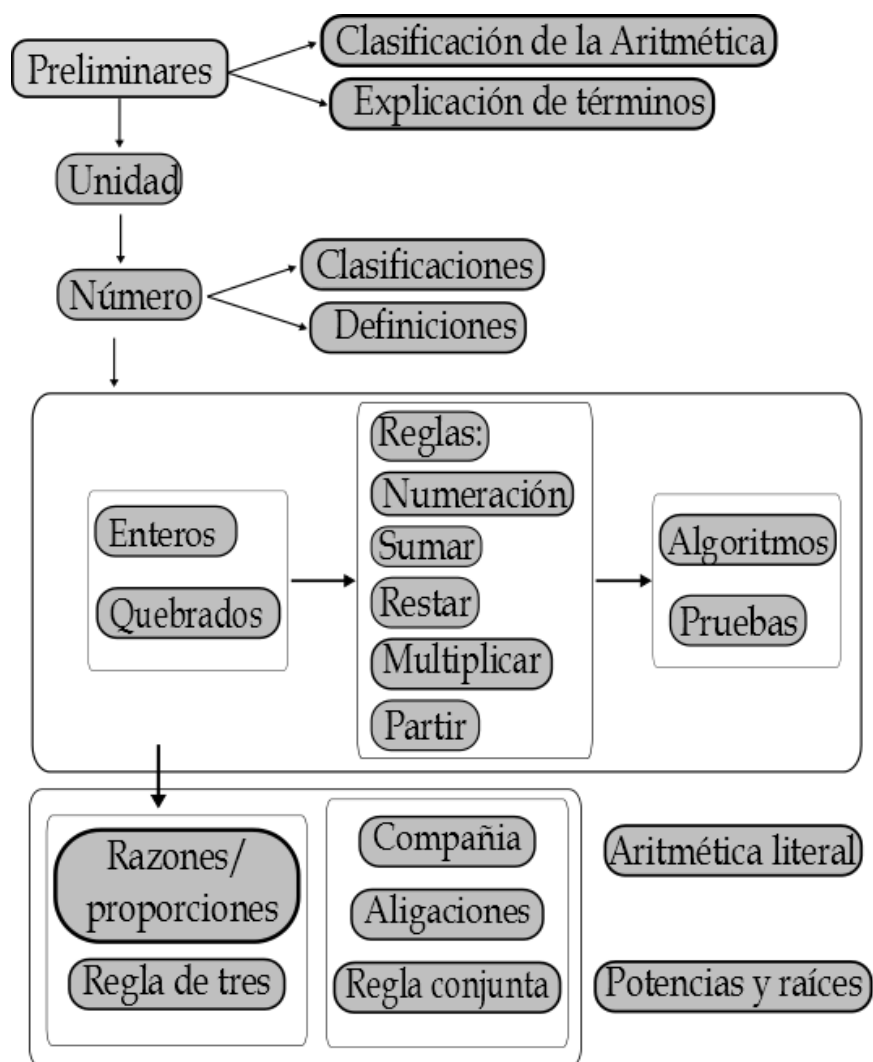 Preliminares
Clasificación de la Aritmética
Explicación de términos
Unidad
Número
Clasificaciones
Definiciones
Enteros
Quebrados
Reglas:
Numeración
Sumar
Restar
Multiplicar
Partir
Algoritmos
Pruebas
Razones/
proporciones
Regla de tres
Compañia
Aligaciones
Regla conjunta
Aritmética literal
Potencias y raíces